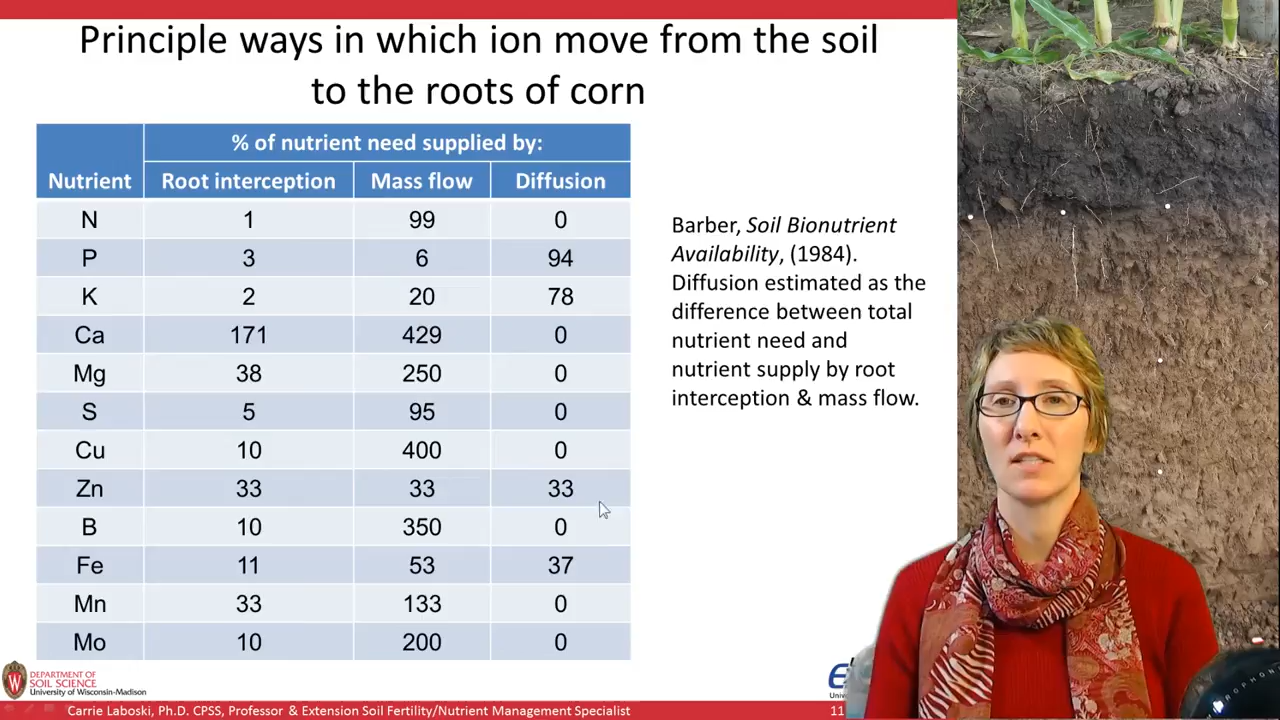 Principle ways in which ion move from the soil
to the roots of corn
% of nutrient need supplied by:
Nutrient Root interception Mass flow Diffusion
N 1 99 0
P 3 6 94
K 2 20 78
Ca 171 429 0
Mg 38 250 0
S 5 95 0
Cu 10 400 0
Zn 33 33 33
B 10 350 0
Fe 11 53 37
Mn 33 133 0
Mo 10 200 0
Barber, Soil Bionutrient
Availability, (1984).
Diffusion estimated as the
difference between total
nutrient need and
nutrient supply by root
interception & mass flow.
W
DEPARTMENT OF
SOIL SCIENCE
University of Wisconsin-Madison
Carrie Laboski, Ph.D. CPSS, Professor & Extension Soil Fertility/Nutrient Management Specialist
11